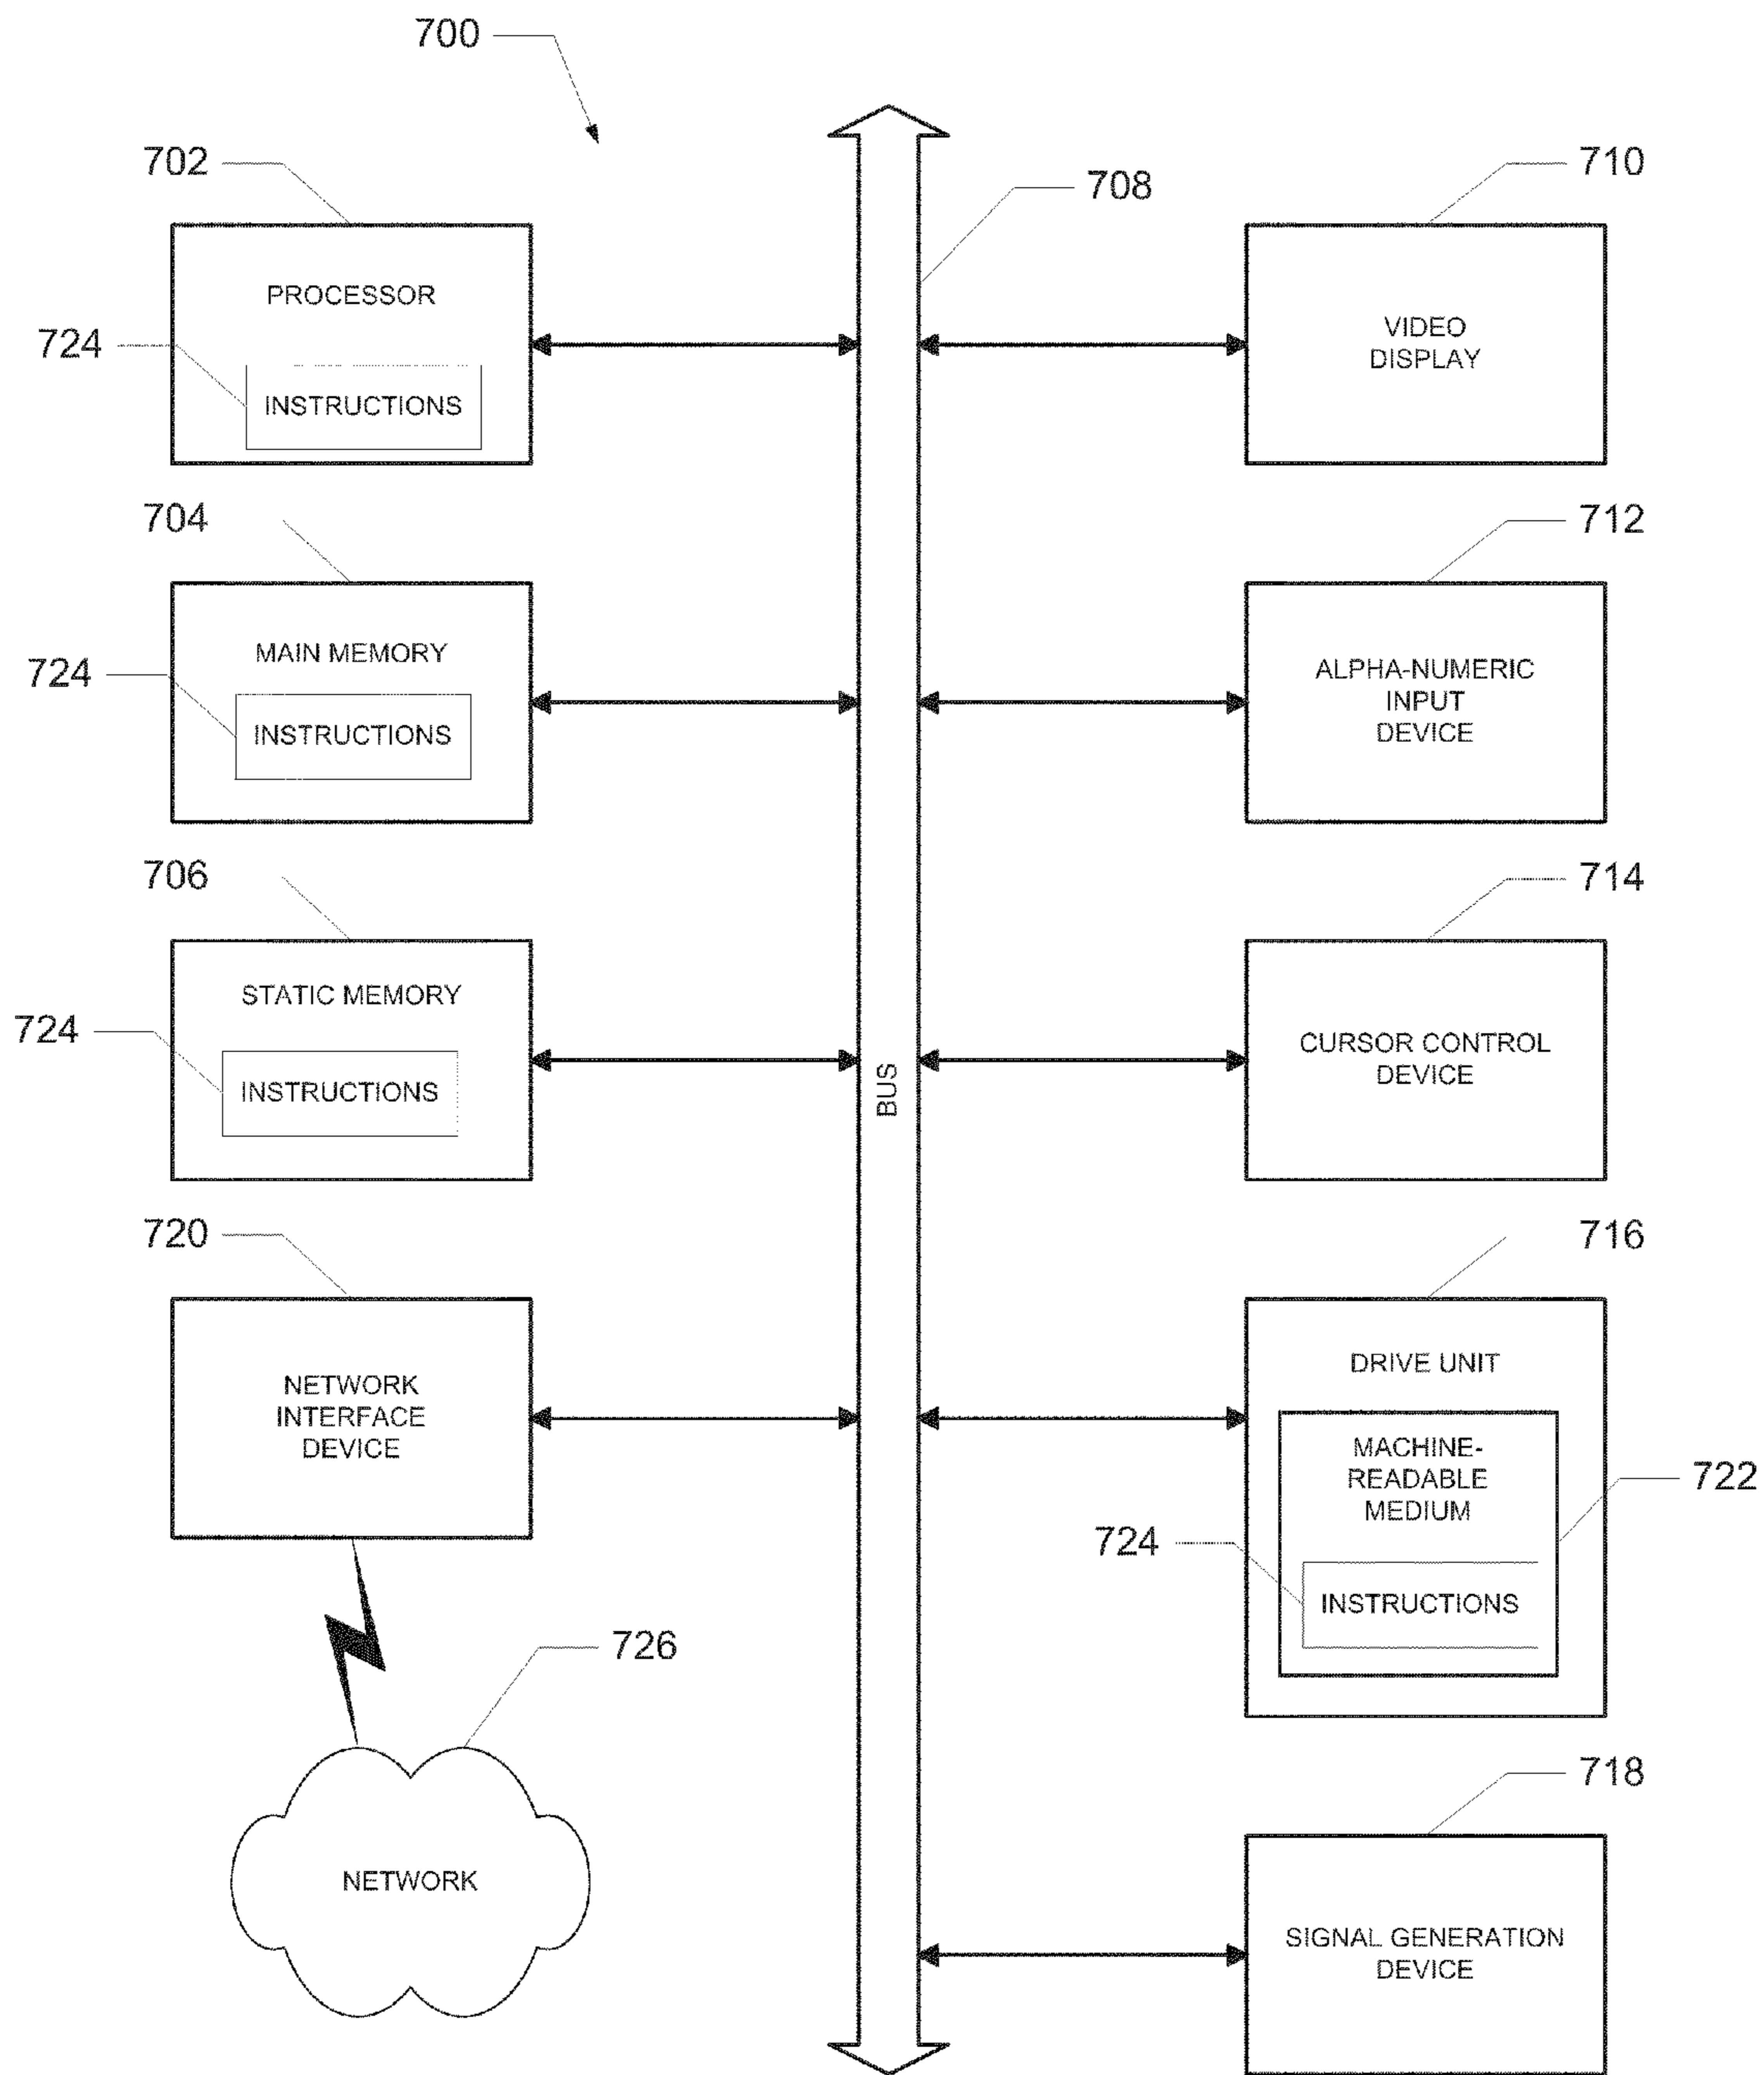 700
702
708
710
PROCESSOR
724
INSTRUCTIONS
VIDEO
DISPLAY
704
712
MAIN MEMORY
724
INSTRUCTIONS
ALPHA-NUMERIC
INPUT
DEVICE
706
714
STATIC MEMORY
724
INSTRUCTIONS
BUS
CURSOR CONTROL
DEVICE
720
716
NETWORK
INTERFACE
DEVICE
DRIVE UNIT
MACHINE-
READABLE
MEDIUM
722
724
INSTRUCTIONS
726
NETWORK
718
SIGNAL GENERATION
DEVICE